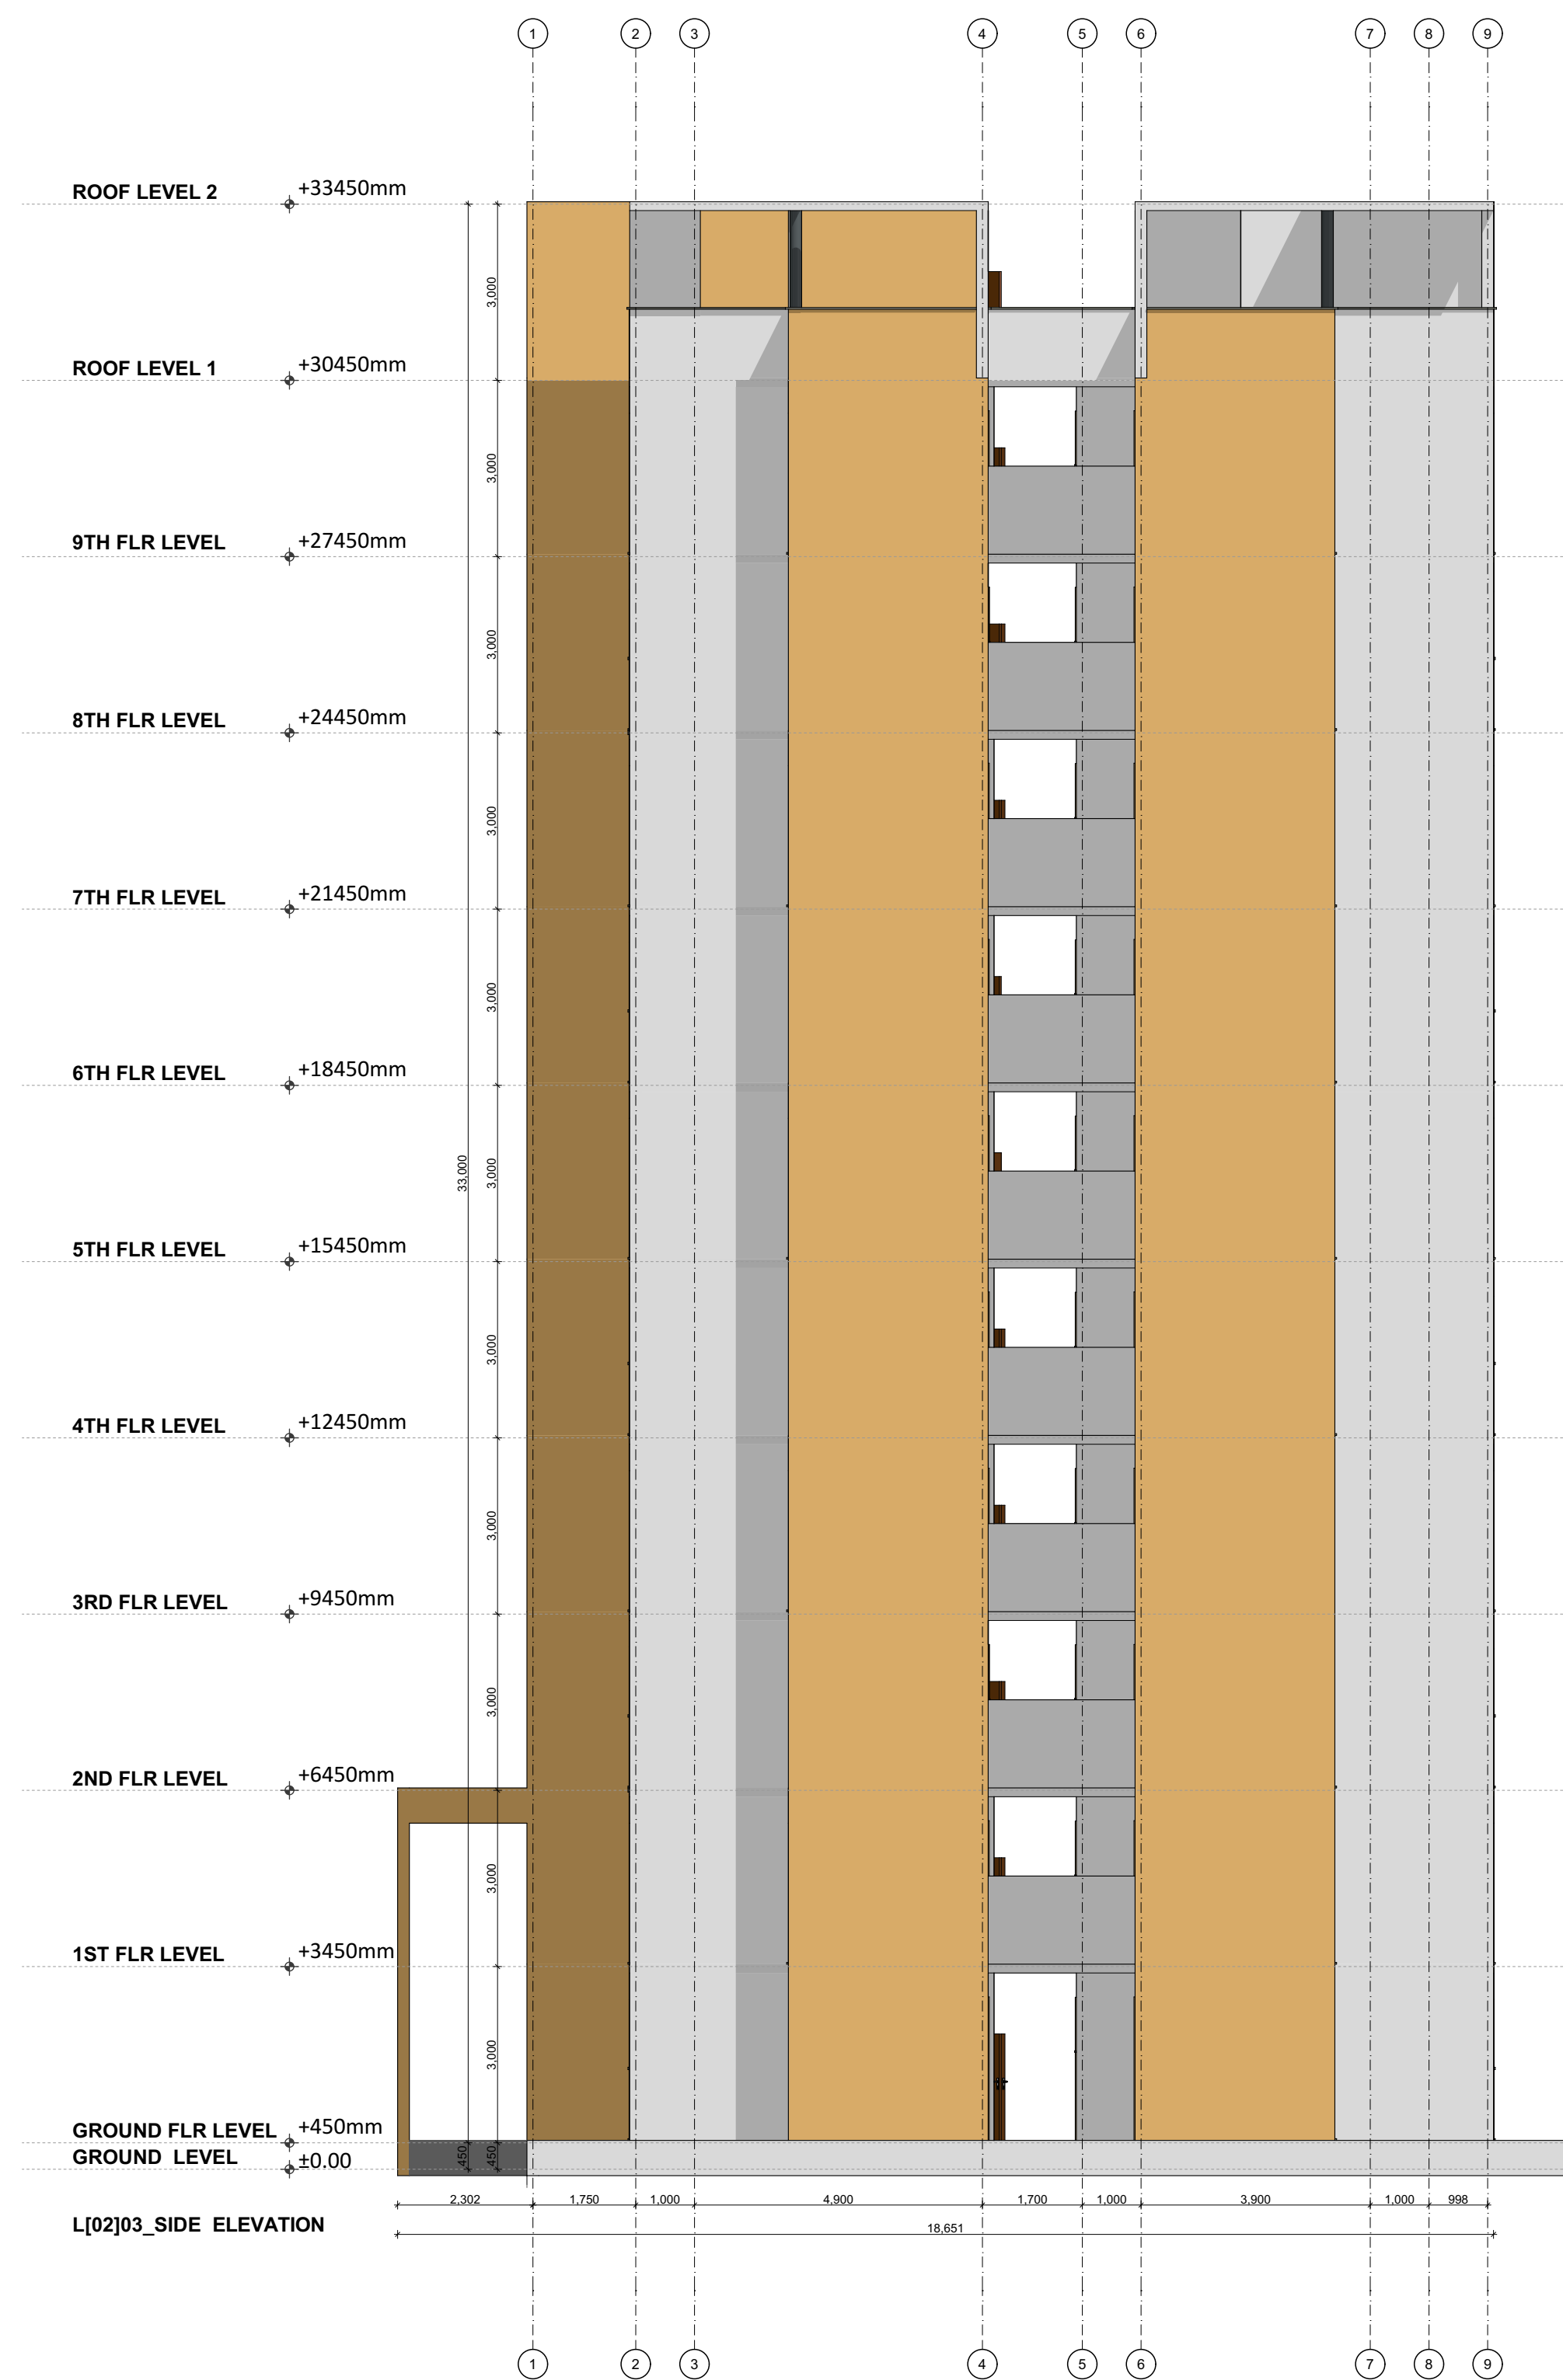 1 2 3 4 5 6 7 8 9
ROOF LEVEL 2 +33450mm
3,000
ROOF LEVEL 1 +30450mm
3,000
9TH FLR LEVEL +27450mm
3,000
8TH FLR LEVEL +24450mm
3,000
7TH FLR LEVEL +21450mm
3,000
6TH FLR LEVEL +18450mm
33,000 3,000
5TH FLR LEVEL +15450mm
3,000
4TH FLR LEVEL +12450mm
3,000
3RD FLR LEVEL +9450mm
3,000
2ND FLR LEVEL +6450mm
3,000
1ST FLR LEVEL +3450mm
3,000
GROUND FLR LEVEL +450mm
GROUND LEVEL ±0.00
450 450
2,302 1,750 1,000 4,900 1,700 1,000 3,900 1,000 998
L[02]03_SIDE ELEVATION
18,651
1 2 3 4 5 6 7 8 9